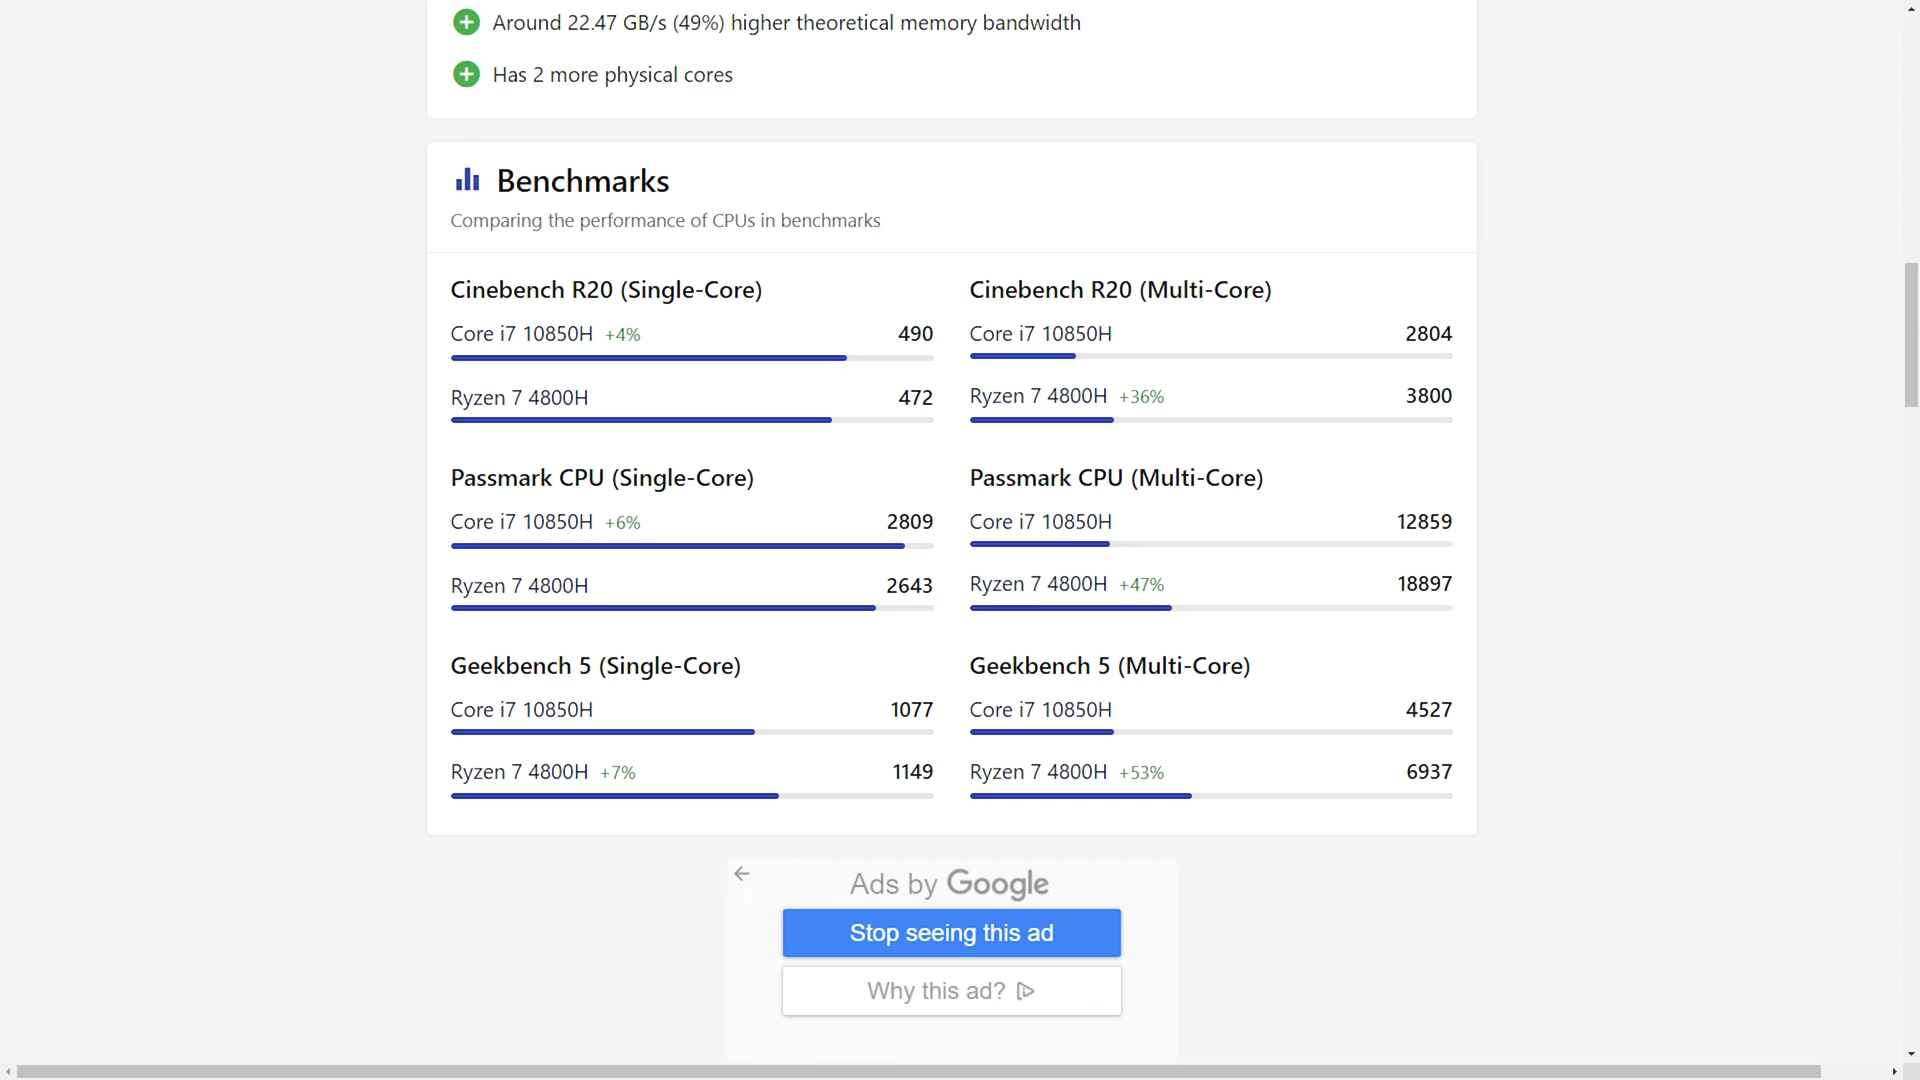 Around 22.47 GB/s (49%) higher theoretical memory bandwidth
Has 2 more physical cores
Benchmarks
Comparing the performance of CPUs in benchmarks
Cinebench R20 (Single-Core)
Core i7 10850H +4% 490
Ryzen 7 4800H 472
Cinebench R20 (Multi-Core)
Core i7 10850H 2804
Ryzen 7 4800H +36% 3800
Passmark CPU (Single-Core)
Core i7 10850H +6% 2809
Ryzen 7 4800H 2643
Passmark CPU (Multi-Core)
Core i7 10850H 12859
Ryzen 7 4800H +47% 18897
Geekbench 5 (Single-Core)
Core i7 10850H 1077
Ryzen 7 4800H +7% 1149
Geekbench 5 (Multi-Core)
Core i7 10850H 4527
Ryzen 7 4800H +53% 6937
Ads by Google
Stop seeing this ad
Why this ad?